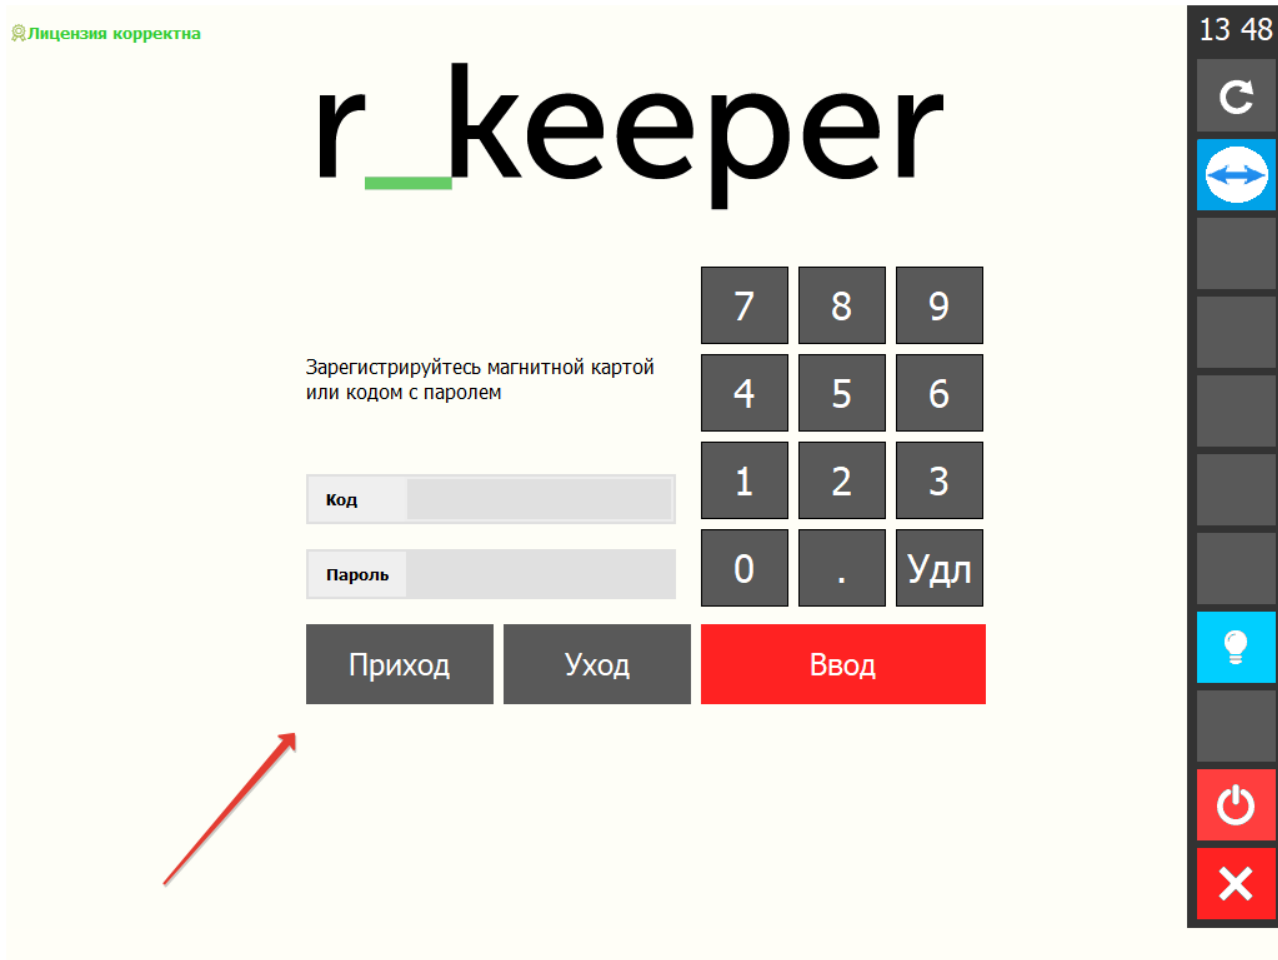 Лицензия корректна
13 48
r_keeper
7 8 9
Зарегистрируйтесь магнитной картой
или кодом с паролем
4 5 6
Код
1 2 3
Пароль
0 . Удл
Приход Уход Ввод